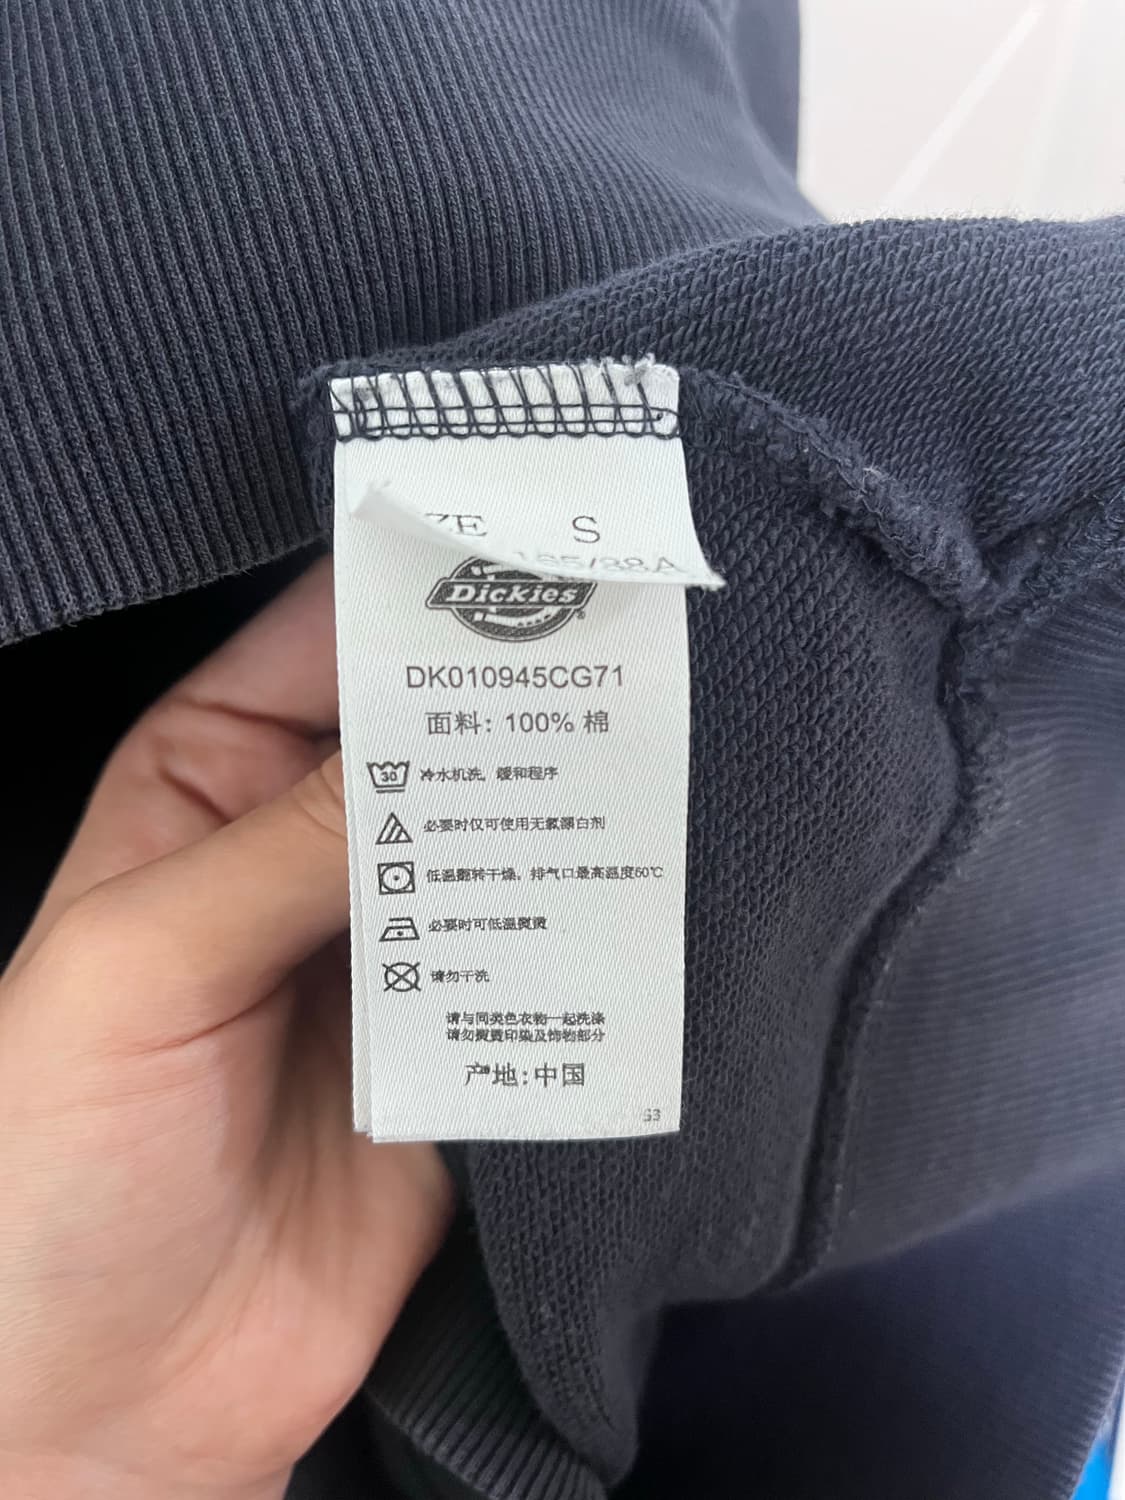 ZE S
165/88A
Dickies
DK010945CG71
面料: 100% 棉
30 冷水机洗, 缓和程序
必要时仅可使用无氯漂白剂
低温翻转干燥, 排气口最高温度60℃
必要时可低温熨烫
请勿干洗
请与同类色衣物一起洗涤
请勿熨烫印染及饰物部分
产地:中国